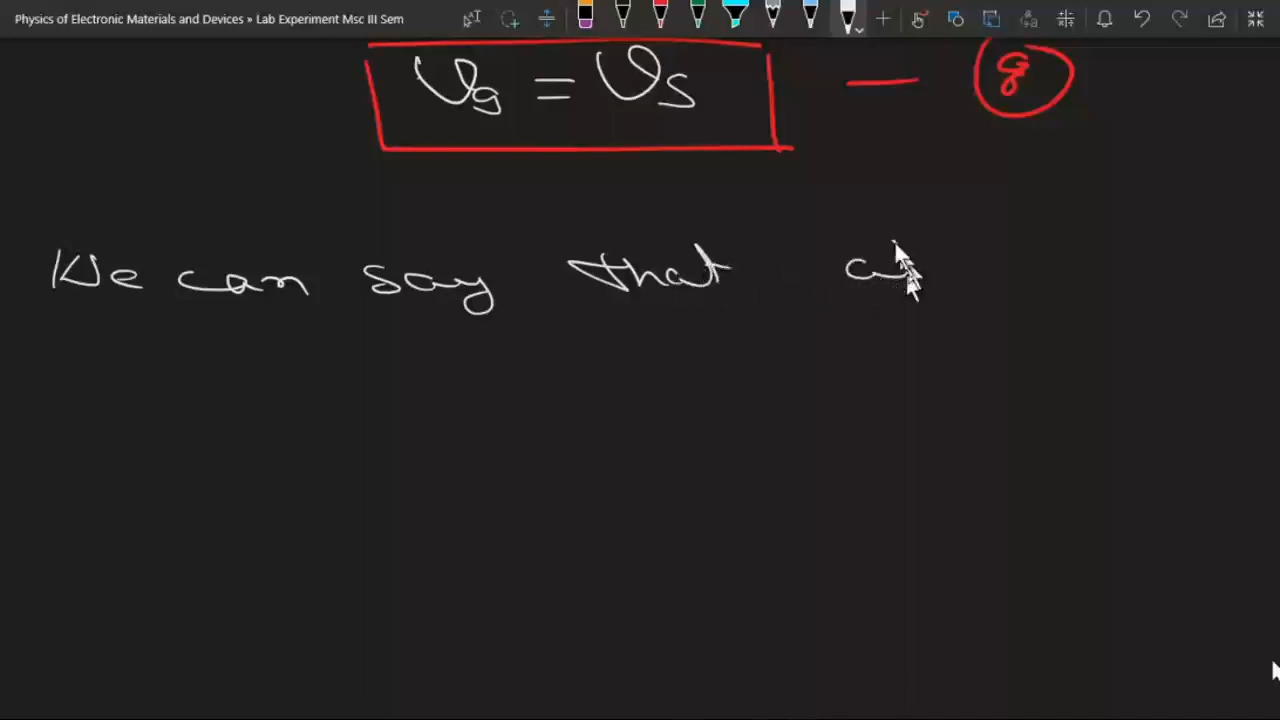 Physics of Electronic Materials and Devices » Lab Experiment Msc III Sem
Vg = Vs — 8
We can say that